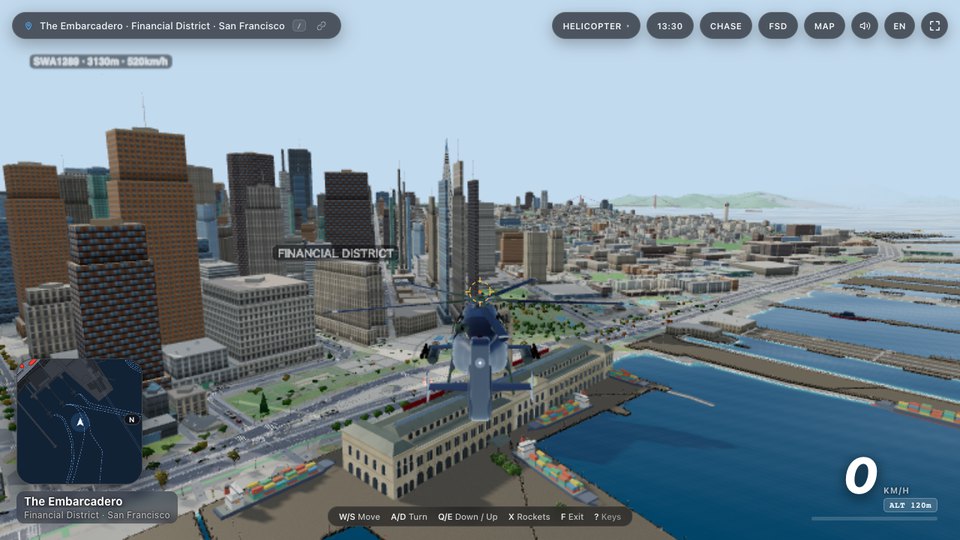 The Embarcadero · Financial District · San Francisco /
HELICOPTER
13:30
CHASE
FSD
MAP
EN
SWA1280 · 3130m · 520km/h
FINANCIAL DISTRICT
N
The Embarcadero
Financial District · San Francisco
W/S Move A/D Turn Q/E Down / Up X Rockets F Exit ? Keys
0 KM/H
ALT 120m